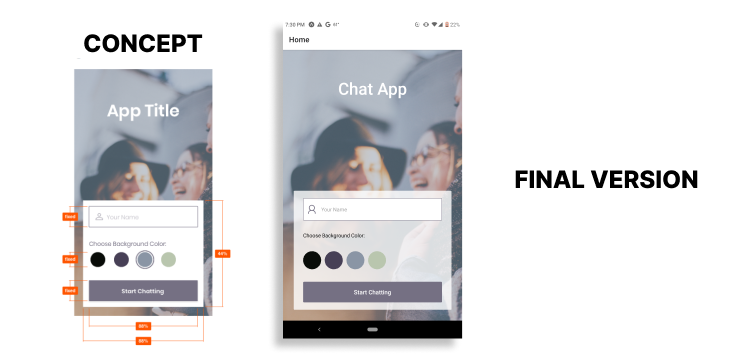 CONCEPT
App Title
fixed
Your Name
Choose Background Color:
fixed
44%
fixed
Start Chatting
88%
88%
7:30 PM
22%
Home
Chat App
Your Name
Choose Background Color:
Start Chatting
FINAL VERSION